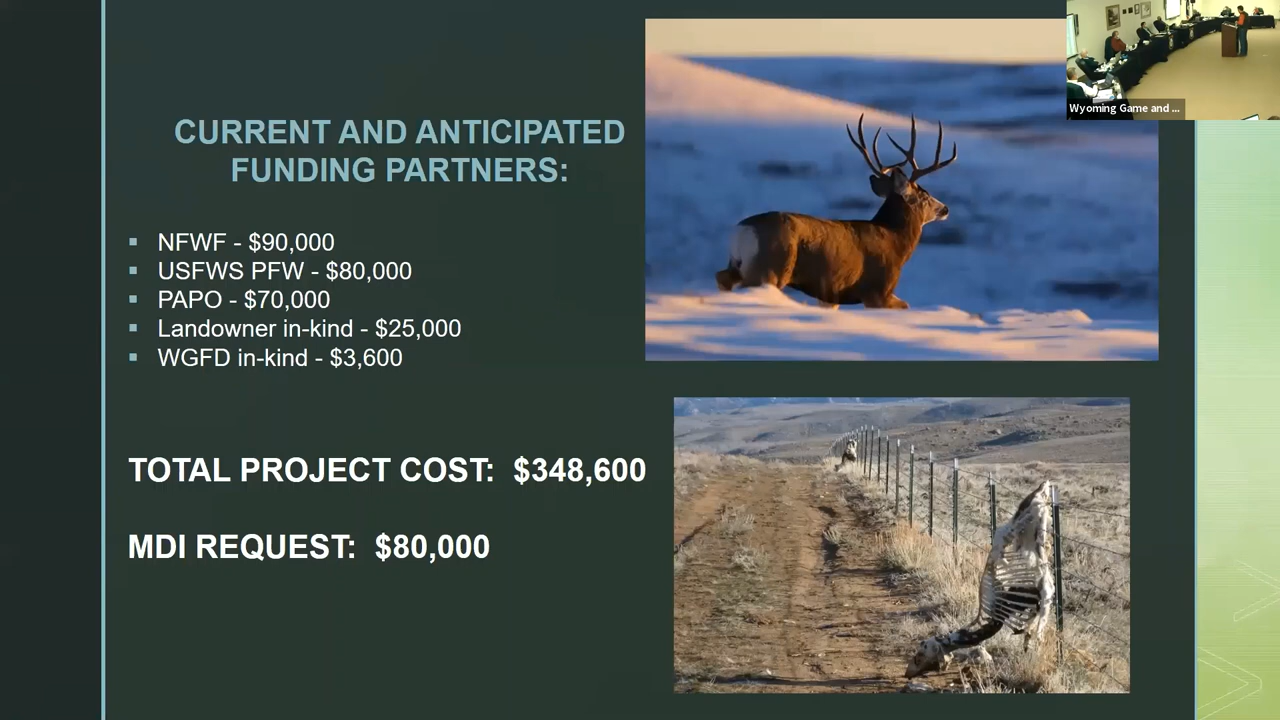 CURRENT AND ANTICIPATED
FUNDING PARTNERS:
▪ NFWF - $90,000
▪ USFWS PFW - $80,000
▪ PAPO - $70,000
▪ Landowner in-kind - $25,000
▪ WGFD in-kind - $3,600
TOTAL PROJECT COST: $348,600
MDI REQUEST: $80,000
Wyoming Game and ...